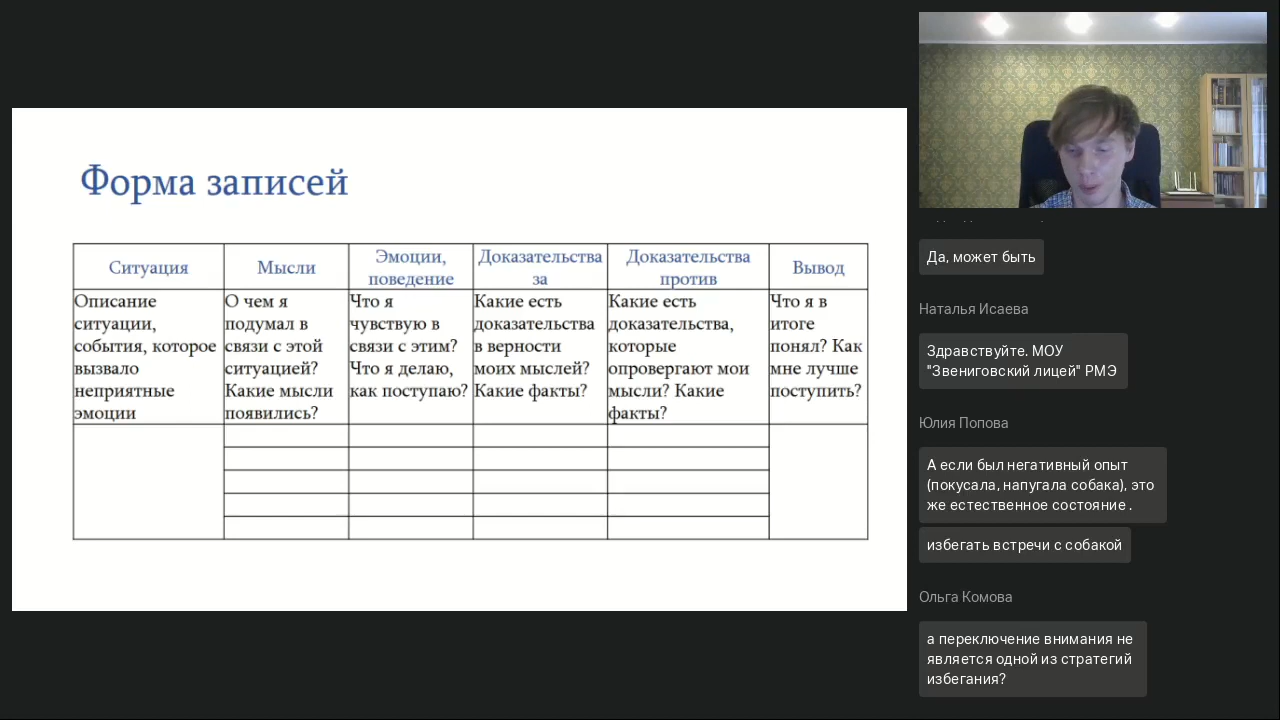 Форма записей
Ситуация
Мысли
Эмоции,
поведение
Доказательства
за
Доказательства
против
Вывод
Описание
ситуации,
события, которое
вызвало
неприятные
эмоции
О чем я
подумал в
связи с этой
ситуацией?
Какие мысли
появились?
Что я
чувствую в
связи с этим?
Что я делаю,
как поступаю?
Какие есть
доказательства
в верности
моих мыслей?
Какие факты?
Какие есть
доказательства,
которые
опровергают мои
мысли? Какие
факты?
Что я в
итоге
понял? Как
мне лучше
поступить?
Да, может быть
Наталья Исаева
Здравствуйте. МОУ
"Звениговский лицей" РМЭ
Юлия Попова
А если был негативный опыт
(покусала, напугала собака), это
же естественное состояние .
избегать встречи с собакой
Ольга Комова
а переключение внимания не
является одной из стратегий
избегания?